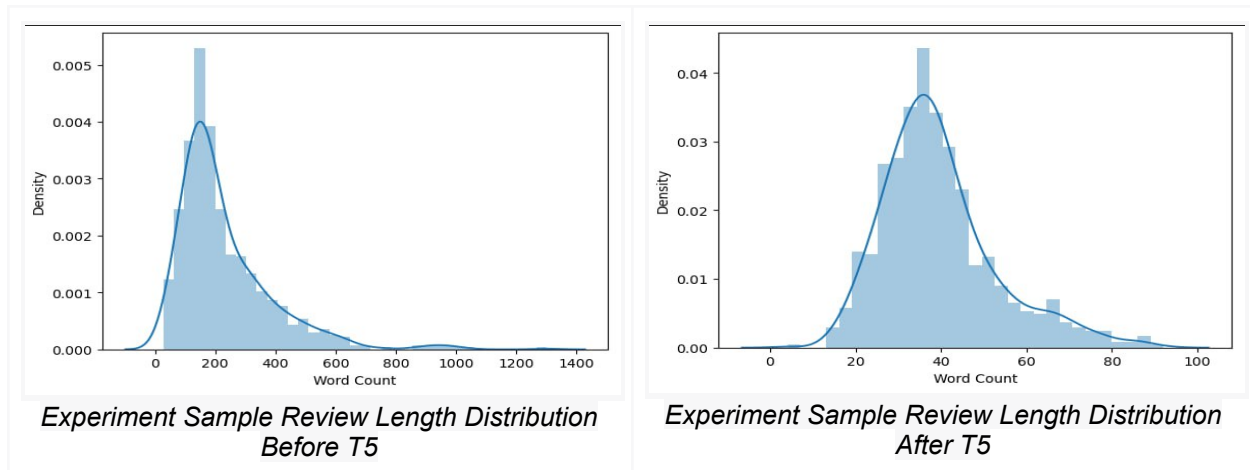 0.005
0.004
0.003
0.002
0.001
0.000
Density
0 200 400 600 800 1000 1200 1400
Word Count
Experiment Sample Review Length Distribution
Before T5
0.04
0.03
0.02
0.01
0.00
Density
0 20 40 60 80 100
Word Count
Experiment Sample Review Length Distribution
After T5